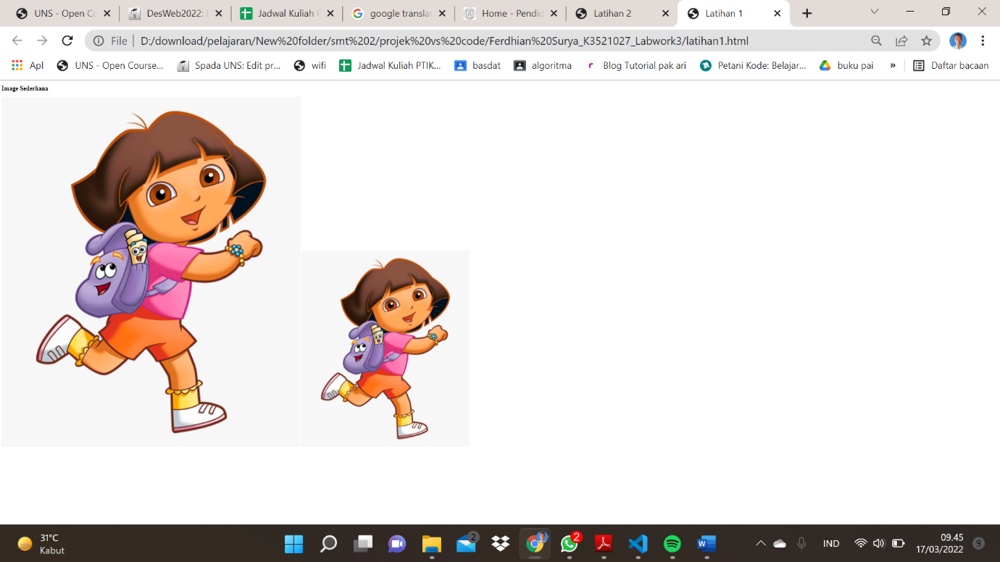 UNS - Open Co
DesWeb2022:
Jadwal Kuliah P
google translat
Home - Pendid
Latihan 2
Latihan 1
File | D:/download/pelajaran/New%20folder/smt%202/projek%20vs%20code/Ferdhian%20Surya_K3521027_Labwork3/latihan1.html
Apl
UNS - Open Course...
Spada UNS: Edit pr...
wifi
Jadwal Kuliah PTIK...
basdat
algoritma
Blog Tutorial pak ari
Petani Kode: Belajar...
buku pai
»
Daftar bacaan
Image Sederhana
31°C
Kabut
2
2
IND
09.45
17/03/2022
9